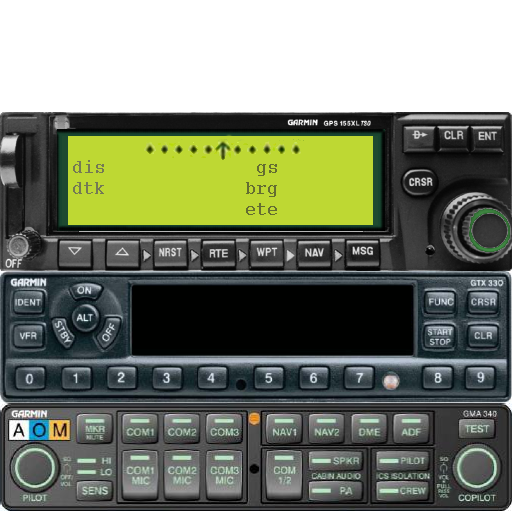 GARMIN GPS 155XL TSO
dis gs
dtk brg
ete
D CLR ENT
CRSR
OFF
NRST RTE WPT NAV MSG
GARMIN GTX 330
IDENT ON FUNC CRSR
ALT
VFR STBY OFF START STOP CLR
0 1 2 3 4 5 6 7 8 9
GARMIN GMA 340
A O M MKR MUTE COM1 COM2 COM3 NAV1 NAV2 DME ADF TEST
HI
LO
SENS
COM1 MIC COM2 MIC COM3 MIC COM 1/2
SPKR
CABIN AUDIO
P.A
PILOT
ICS ISOLATION
CREW
PILOT COPILOT